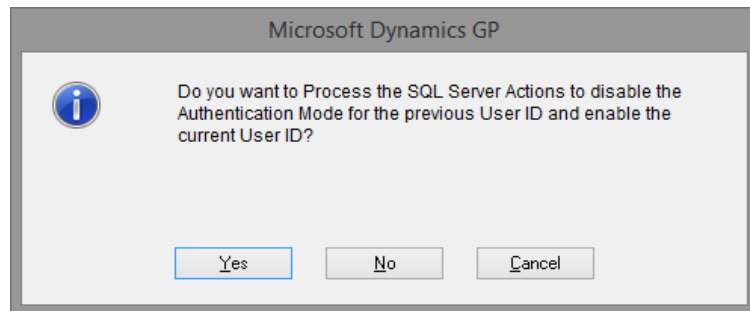 Microsoft Dynamics GP
Do you want to Process the SQL Server Actions to disable the
Authentication Mode for the previous User ID and enable the
current User ID?
Yes No Cancel